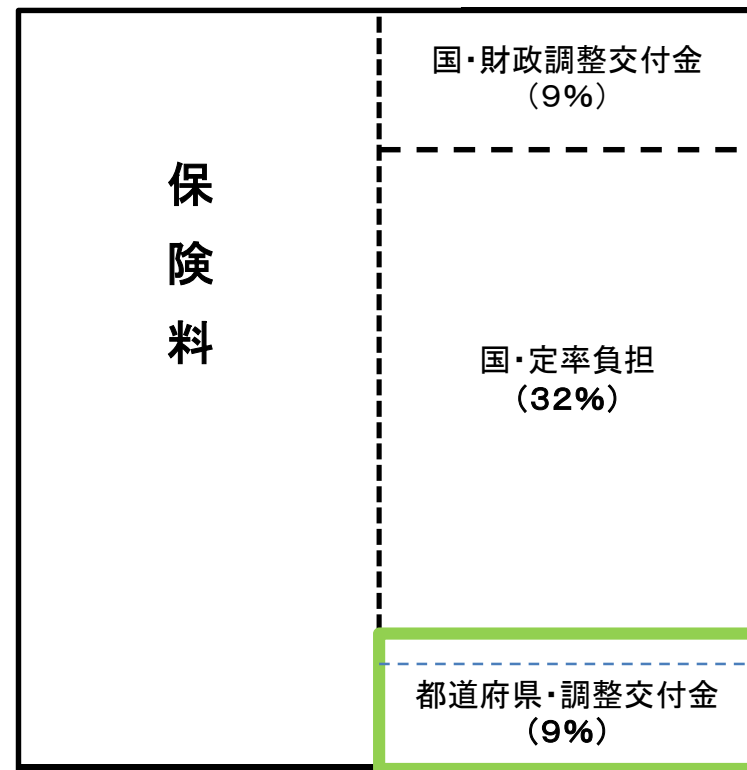 保険料
国・財政調整交付金
（9％）
国・定率負担
（32％）
都道府県・調整交付金
（9％）